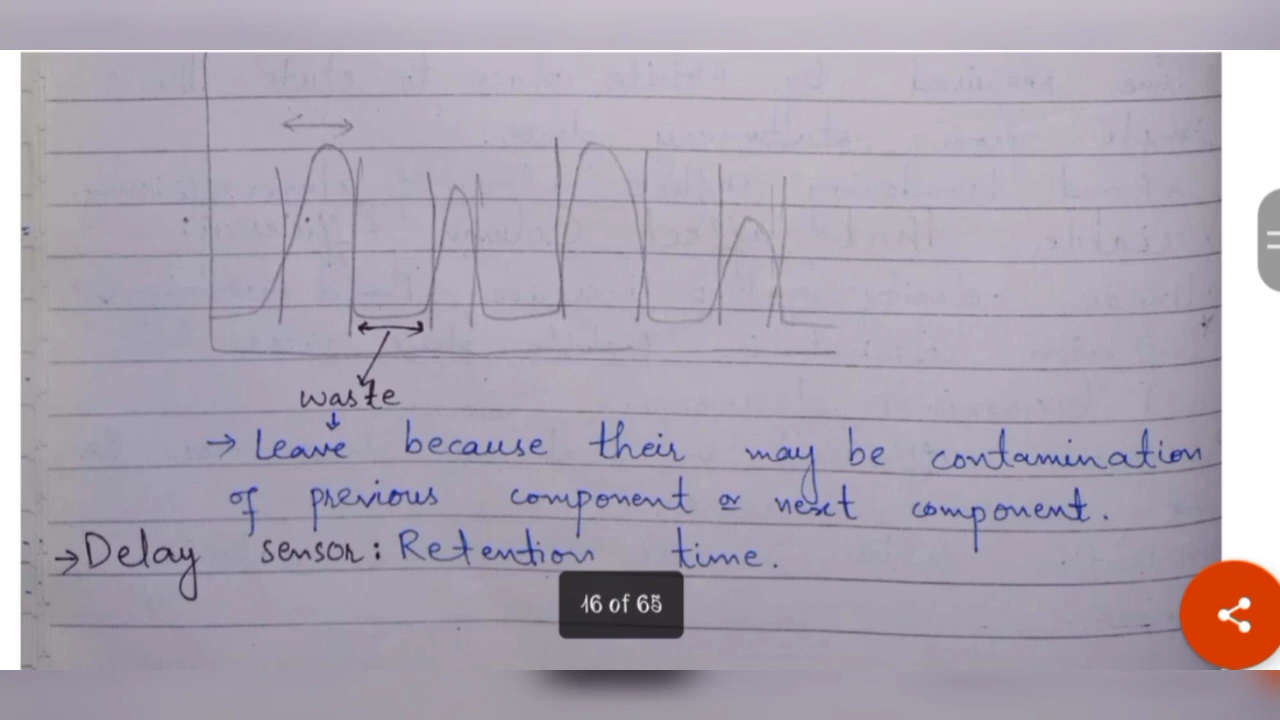 waste
→ Leave because their may be contamination
of previous component or next component.
→ Delay sensor: Retention time.
16 of 65